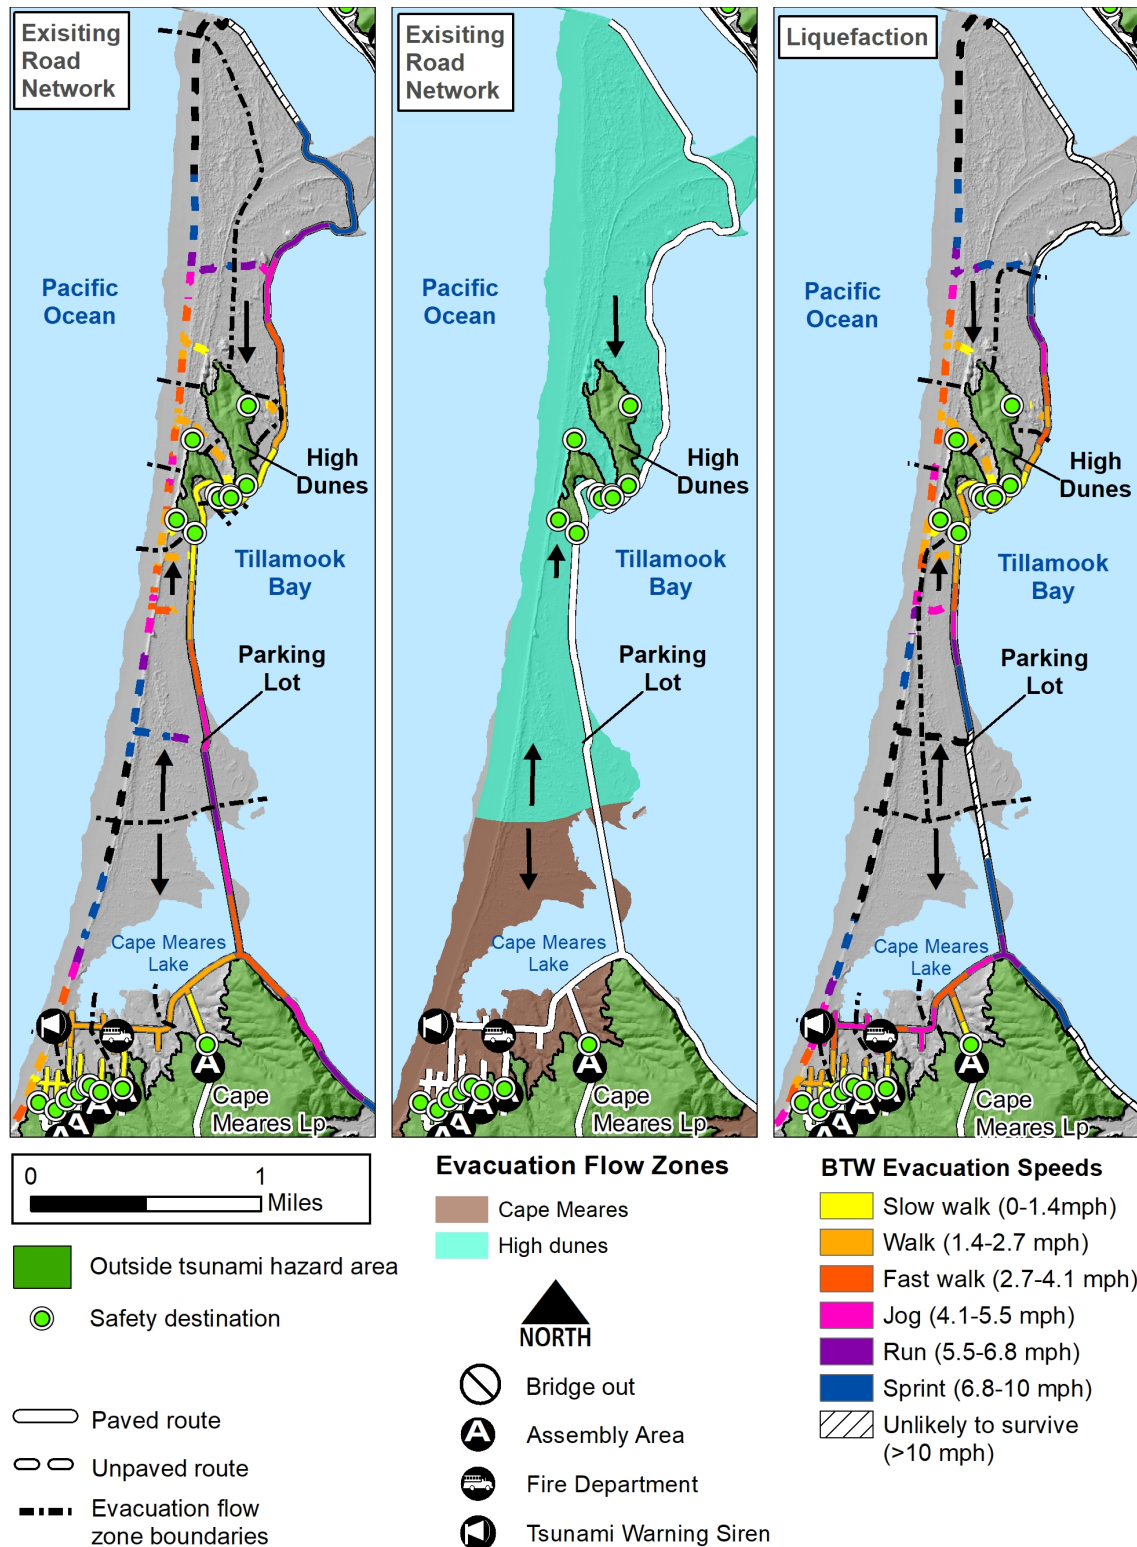 Exisiting
Road
Network
Pacific
Ocean
High
Dunes
Tillamook
Bay
Parking
Lot
Cape Meares
Lake
A
A
A
A
Cape
Meares Lp
Exisiting
Road
Network
Pacific
Ocean
High
Dunes
Tillamook
Bay
Parking
Lot
Cape Meares
Lake
A
A
A
A
Cape
Meares Lp
Liquefaction
Pacific
Ocean
High
Dunes
Tillamook
Bay
Parking
Lot
Cape Meares
Lake
A
A
A
A
Cape
Meares Lp
0 1
Miles
Outside tsunami hazard area
Safety destination
Paved route
Unpaved route
Evacuation flow
zone boundaries
Evacuation Flow Zones
Cape Meares
High dunes
NORTH
Bridge out
A Assembly Area
Fire Department
Tsunami Warning Siren
BTW Evacuation Speeds
Slow walk (0-1.4mph)
Walk (1.4-2.7 mph)
Fast walk (2.7-4.1 mph)
Jog (4.1-5.5 mph)
Run (5.5-6.8 mph)
Sprint (6.8-10 mph)
Unlikely to survive
(>10 mph)